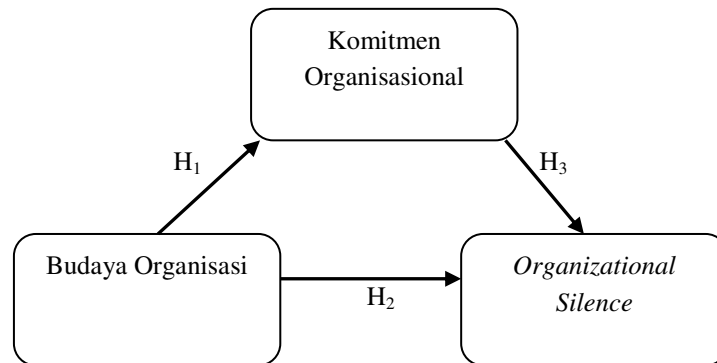 Komitmen
Organisasional
H₁
H₃
Budaya Organisasi
H₂
Organizational
Silence